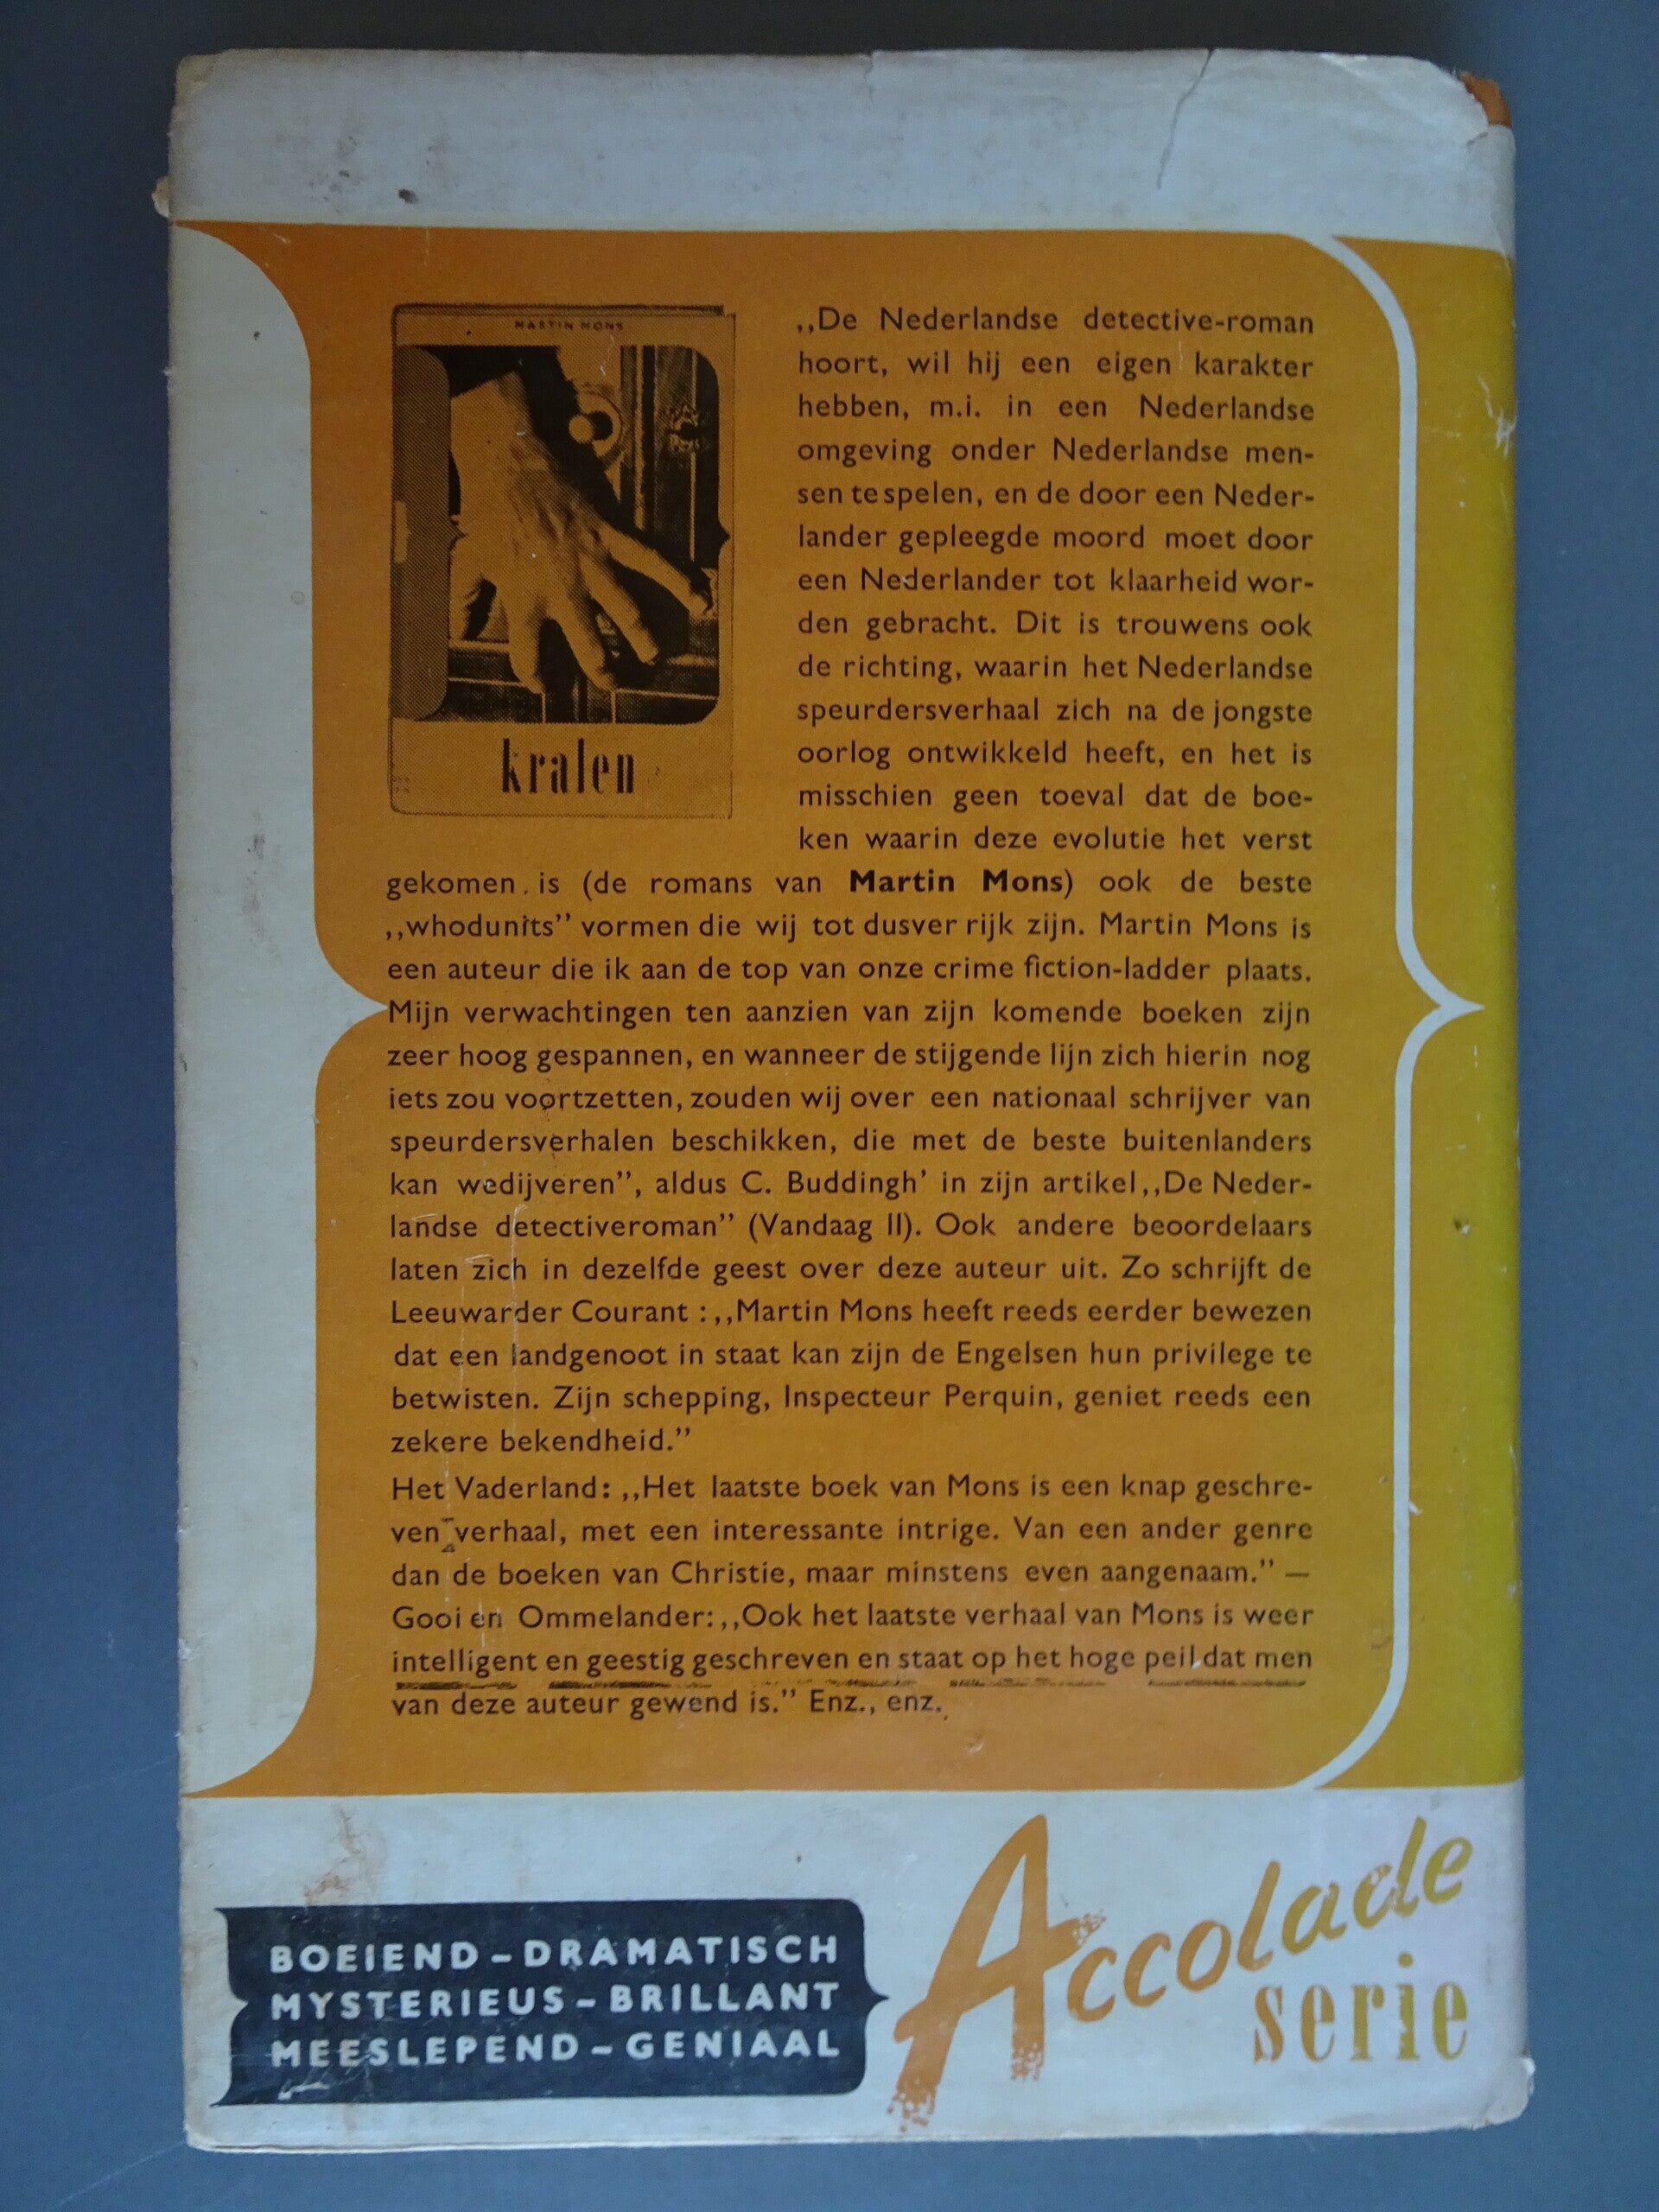 MARTIN MONS
kralen
,,De Nederlandse detective-roman
hoort, wil hij een eigen karakter
hebben, m.i. in een Nederlandse
omgeving onder Nederlandse men-
sen te spelen, en de door een Neder-
lander gepleegde moord moet door
een Nederlander tot klaarheid wor-
den gebracht. Dit is trouwens ook
de richting, waarin het Nederlandse
speurdersverhaal zich na de jongste
oorlog ontwikkeld heeft, en het is
misschien geen toeval dat de boe-
ken waarin deze evolutie het verst
gekomen is (de romans van Martin Mons) ook de beste
,,whodunits” vormen die wij tot dusver rijk zijn. Martin Mons is
een auteur die ik aan de top van onze crime fiction-ladder plaats.
Mijn verwachtingen ten aanzien van zijn komende boeken zijn
zeer hoog gespannen, en wanneer de stijgende lijn zich hierin nog
iets zou voortzetten, zouden wij over een nationaal schrijver van
speurdersverhalen beschikken, die met de beste buitenlanders
kan wedijveren”, aldus C. Buddingh’ in zijn artikel ,,De Neder-
landse detectiveroman” (Vandaag II). Ook andere beoordelaars
laten zich in dezelfde geest over deze auteur uit. Zo schrijft de
Leeuwarder Courant : ,,Martin Mons heeft reeds eerder bewezen
dat een landgenoot in staat kan zijn de Engelsen hun privilege te
betwisten. Zijn schepping, Inspecteur Perquin, geniet reeds een
zekere bekendheid.”
Het Vaderland: ,,Het laatste boek van Mons is een knap geschre-
ven verhaal, met een interessante intrige. Van een ander genre
dan de boeken van Christie, maar minstens even aangenaam.” —
Gooi en Ommelander: ,,Ook het laatste verhaal van Mons is weer
intelligent en geestig geschreven en staat op het hoge peil dat men
van deze auteur gewend is.” Enz., enz.
BOEIEND – DRAMATISCH
MYSTERIEUS – BRILLANT
MEESLEPEND – GENIAAL
Accolade
serie